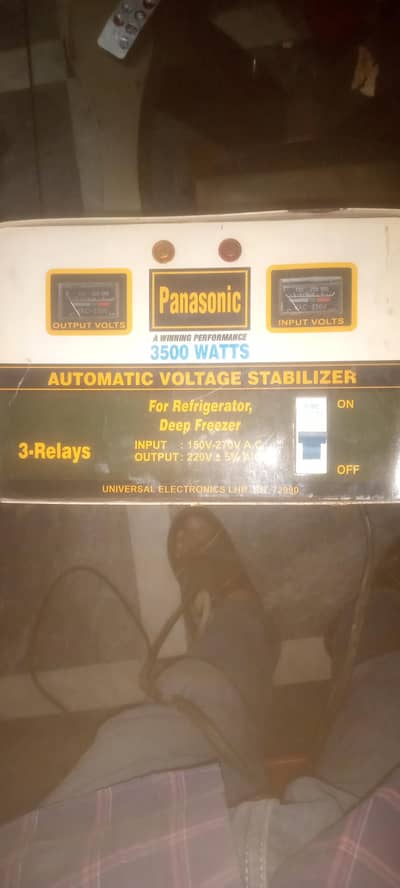 Panasonic
OUTPUT VOLTS
INPUT VOLTS
A WINNING PERFORMANCE
3500 WATTS
AUTOMATIC VOLTAGE STABILIZER
For Refrigerator,
Deep Freezer
3-Relays
INPUT : 150V-270V A.C
OUTPUT : 220V ± 5%
ON
OFF
UNIVERSAL ELECTRONICS LHR.